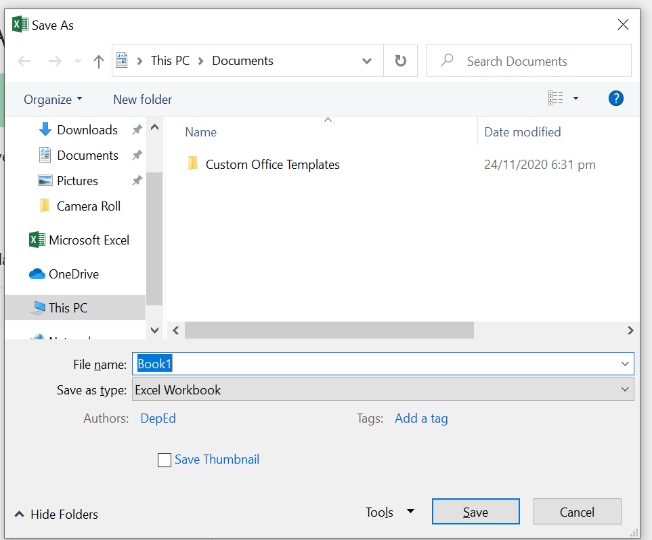 Save As
This PC > Documents
Search Documents
Organize
New folder
Downloads
Documents
Pictures
Camera Roll
Microsoft Excel
OneDrive
This PC
Name
Date modified
Custom Office Templates
24/11/2020 6:31 pm
File name: Book1
Save as type: Excel Workbook
Authors: DepEd
Tags: Add a tag
Save Thumbnail
Hide Folders
Tools
Save
Cancel